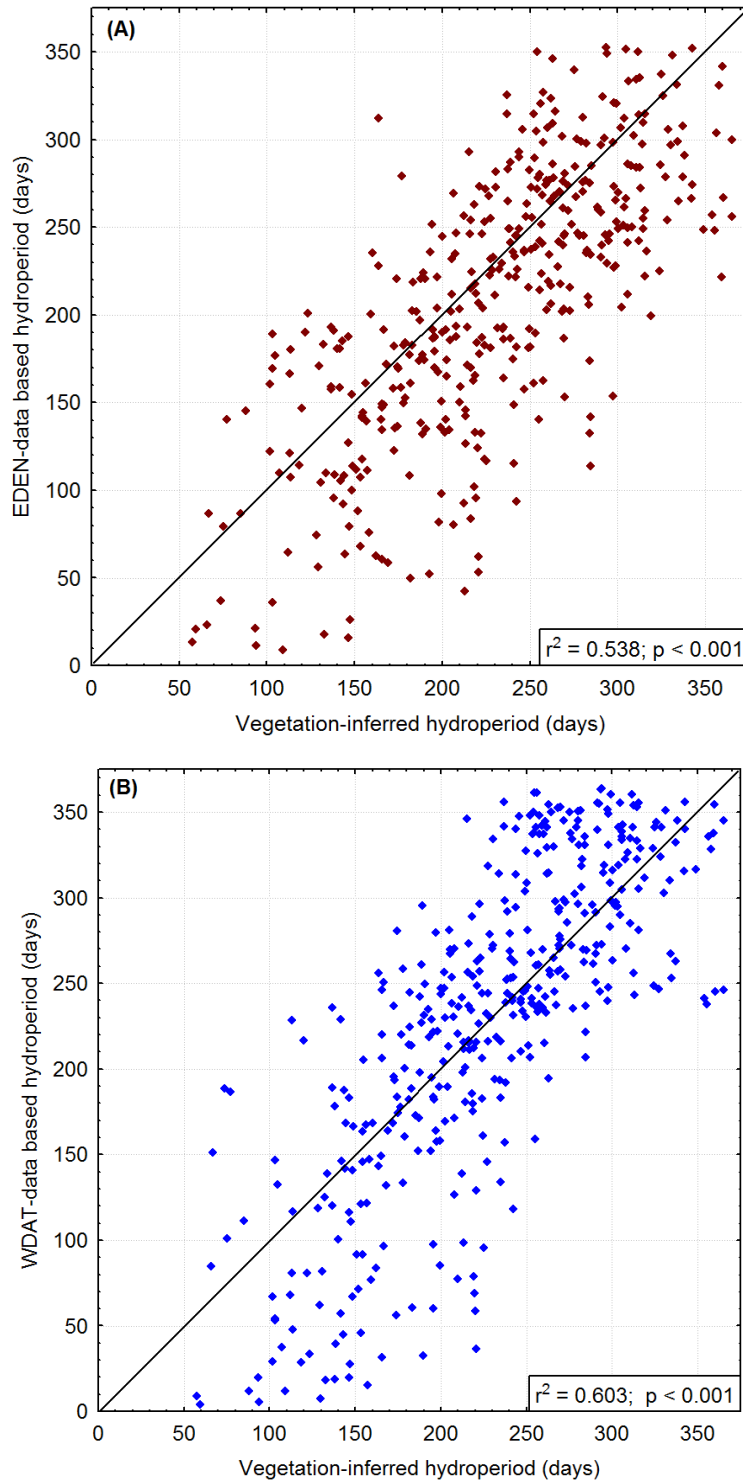 (A)
350
300
250
200
150
100
50
0
EDEN-data based hydroperiod (days)
r² = 0.538; p < 0.001
0 50 100 150 200 250 300 350
Vegetation-inferred hydroperiod (days)
(B)
350
300
250
200
150
100
50
0
WDAT-data based hydroperiod (days)
r² = 0.603; p < 0.001
0 50 100 150 200 250 300 350
Vegetation-inferred hydroperiod (days)